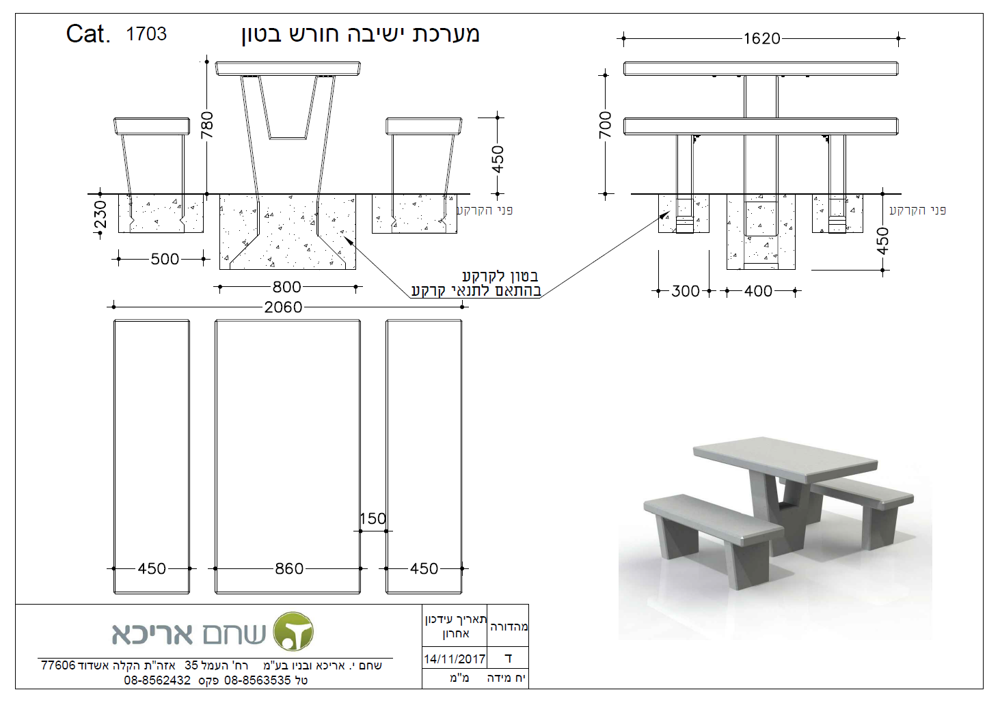 Cat. 1703
מערכת ישיבה חורש בטון
1620
780
700
450
230
פני הקרקע
פני הקרקע
450
500
800
300
400
בטון לקרקע
בהתאם לתנאי קרקע
2060
150
450
860
450
שחם אריכא
שחם י. אריכא ובניו בע"מ רח' העמל 35 אזה"ת הקלה אשדוד 77606
טל 08-8563535 פקס 08-8562432
מהדורה
תאריך עידכון
אחרון
ד
14/11/2017
יח מידה
מ"מ